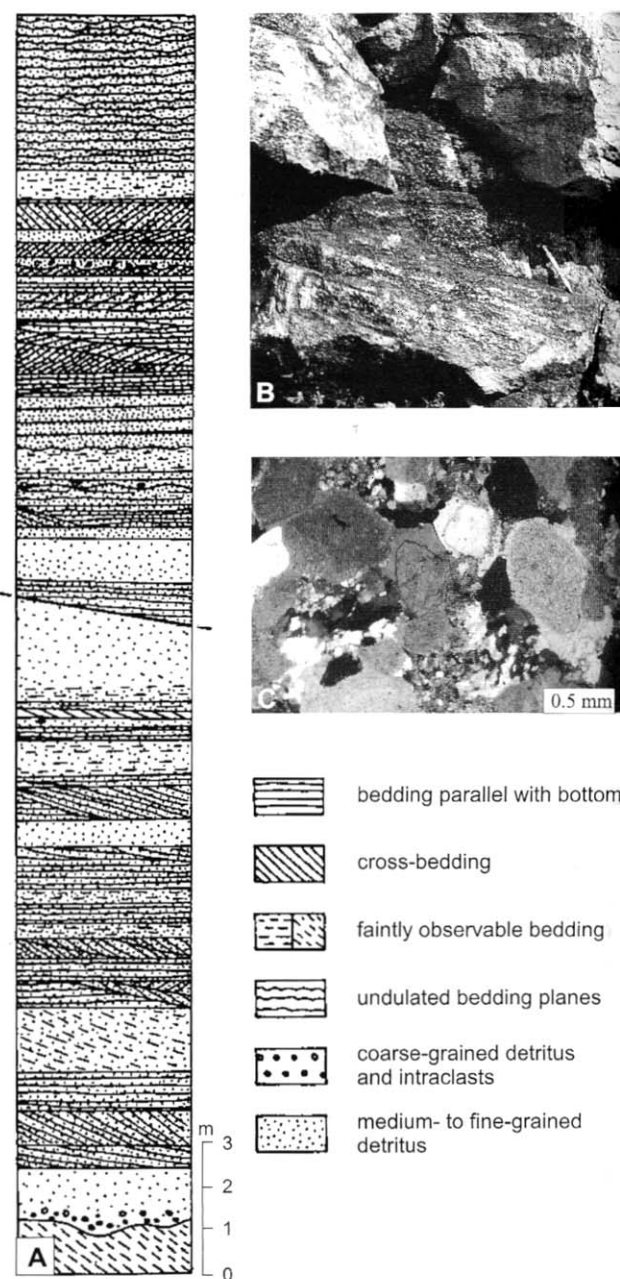 B
C
0.5 mm
bedding parallel with bottom
cross-bedding
faintly observable bedding
undulated bedding planes
coarse-grained detritus
and intraclasts
medium- to fine-grained
detritus
m
3
2
1
0
A